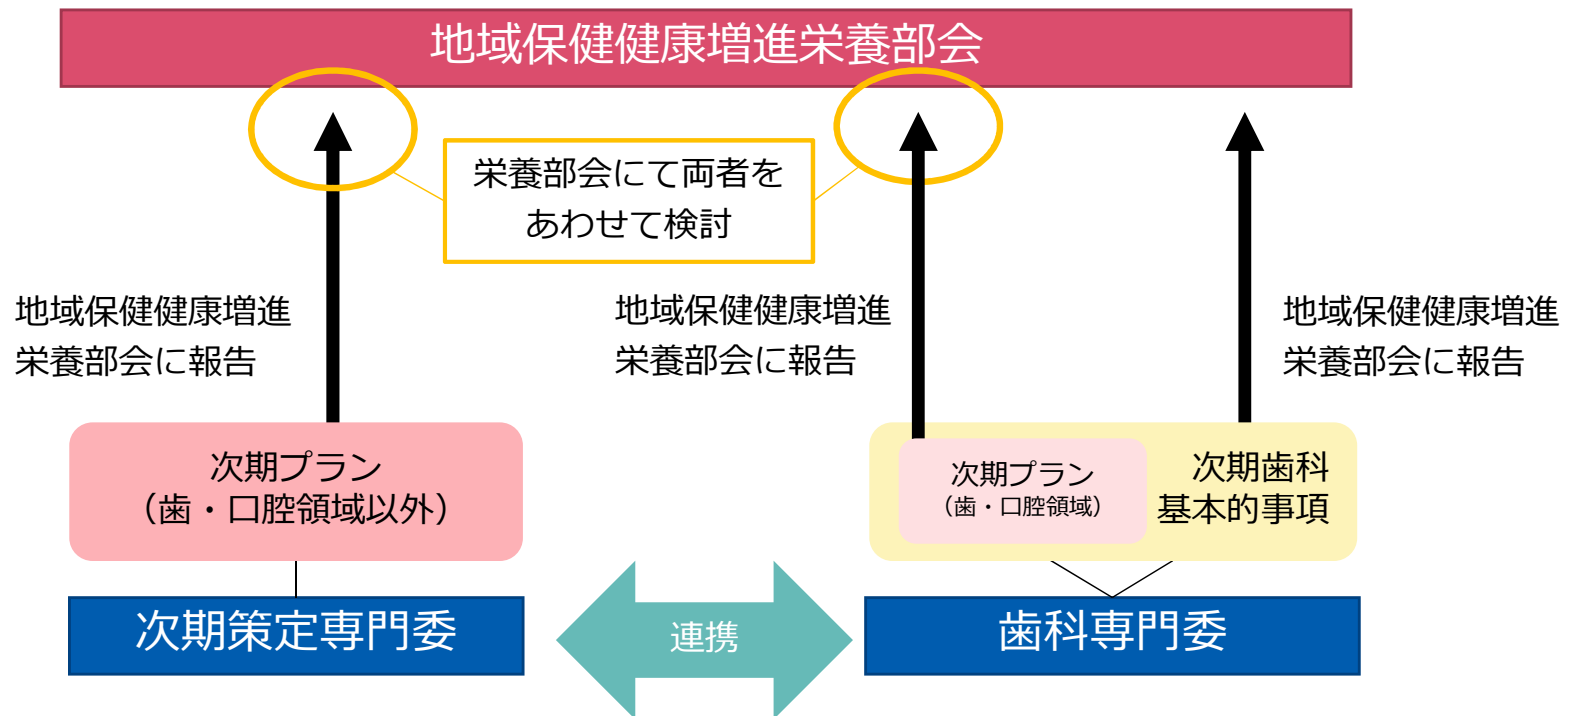 地域保健健康増進栄養部会
栄養部会にて両者を
あわせて検討
地域保健健康増進
栄養部会に報告
地域保健健康増進
栄養部会に報告
地域保健健康増進
栄養部会に報告
次期プラン
（歯・口腔領域以外）
次期プラン
（歯・口腔領域）
次期歯科
基本的事項
次期策定専門委
連携
歯科専門委